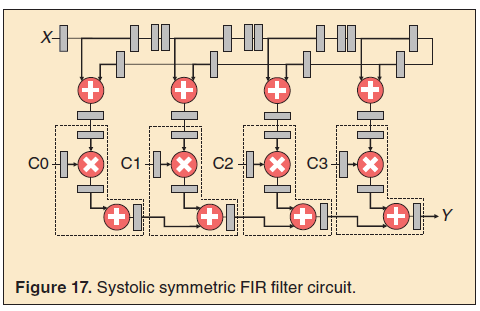 X
C0 C1 C2 C3
Y
Figure 17. Systolic symmetric FIR filter circuit.